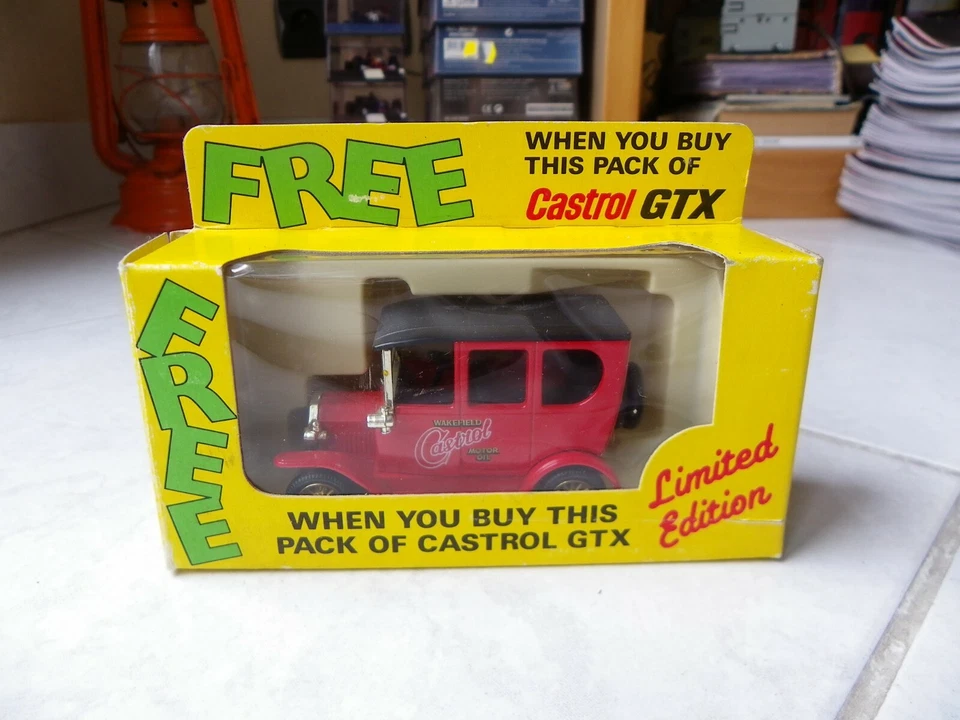 FREE
WHEN YOU BUY
THIS PACK OF
Castrol GTX
FREE
WAKEFIELD
Castrol
MOTOR
OIL
Limited
Edition
WHEN YOU BUY THIS
PACK OF CASTROL GTX